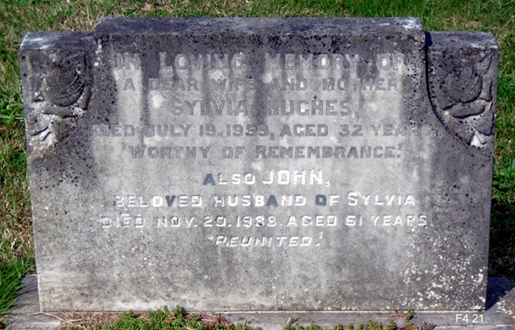 IN LOVING MEMORY OF
A DEAR WIFE AND MOTHER
SYLVIA HUGHES,
DIED JULY 19, 1959, AGED 32 YEARS
'WORTHY OF REMEMBRANCE.'
ALSO JOHN,
BELOVED HUSBAND OF SYLVIA
DIED NOV. 20. 1988, AGED 61 YEARS
'REUNITED.'
F4 21